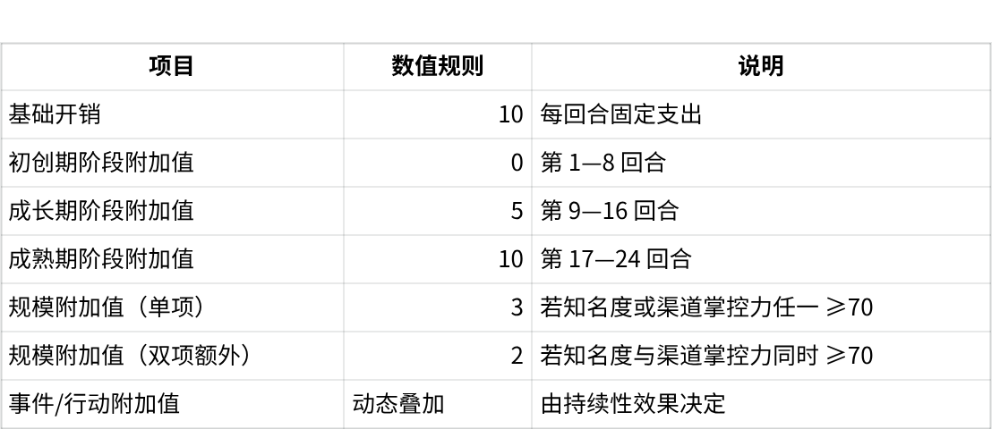 项目 数值规则 说明
基础开销 10 每回合固定支出
初创期阶段附加值 0 第 1—8 回合
成长期阶段附加值 5 第 9—16 回合
成熟期阶段附加值 10 第 17—24 回合
规模附加值（单项） 3 若知名度或渠道掌控力任一 ≥70
规模附加值（双项额外） 2 若知名度与渠道掌控力同时 ≥70
事件/行动附加值 动态叠加 由持续性效果决定